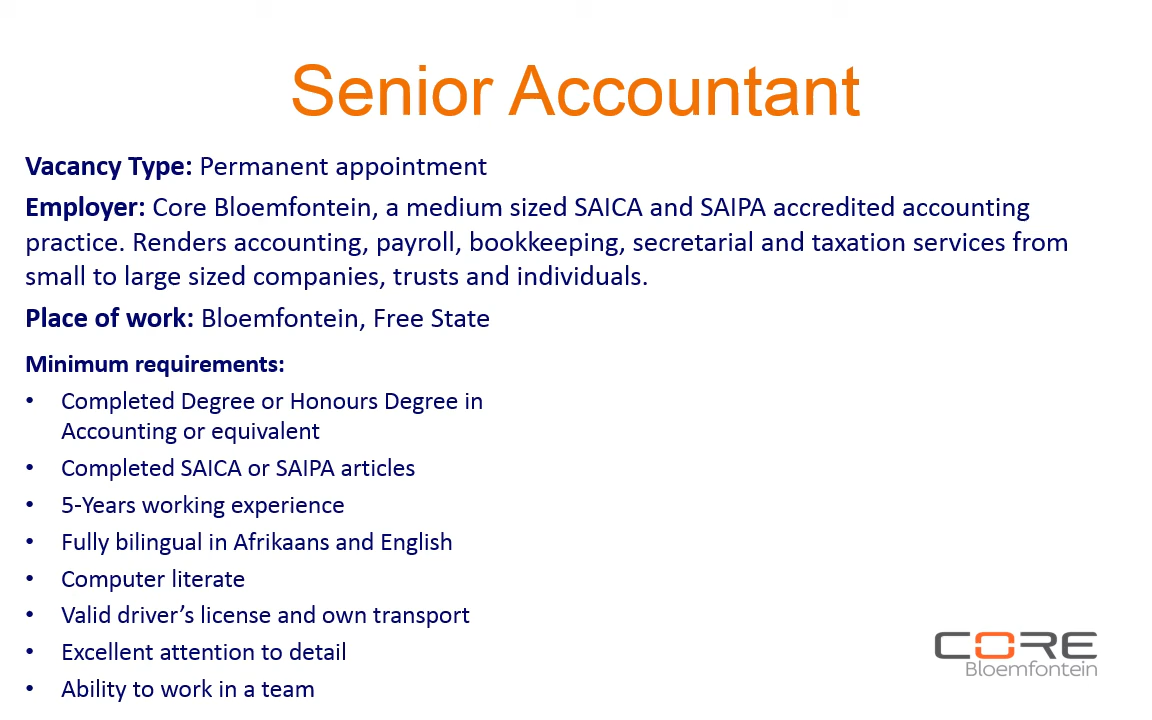 Senior Accountant
Vacancy Type: Permanent appointment
Employer: Core Bloemfontein, a medium sized SAICA and SAIPA accredited accounting
practice. Renders accounting, payroll, bookkeeping, secretarial and taxation services from
small to large sized companies, trusts and individuals.
Place of work: Bloemfontein, Free State
Minimum requirements:
• Completed Degree or Honours Degree in
Accounting or equivalent
• Completed SAICA or SAIPA articles
• 5-Years working experience
• Fully bilingual in Afrikaans and English
• Computer literate
• Valid driver’s license and own transport
• Excellent attention to detail
• Ability to work in a team
CORE
Bloemfontein